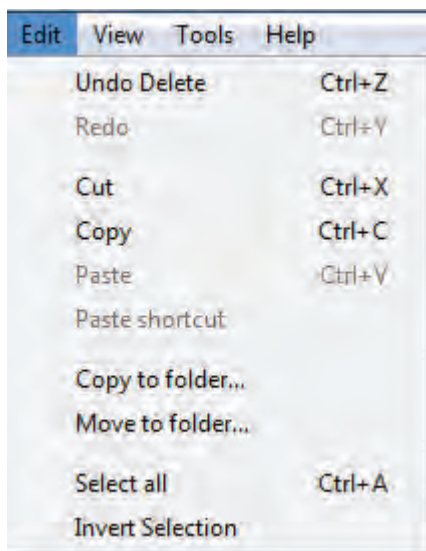 Edit View Tools Help
Undo Delete Ctrl+Z
Redo Ctrl+Y
Cut Ctrl+X
Copy Ctrl+C
Paste Ctrl+V
Paste shortcut
Copy to folder...
Move to folder...
Select all Ctrl+A
Invert Selection